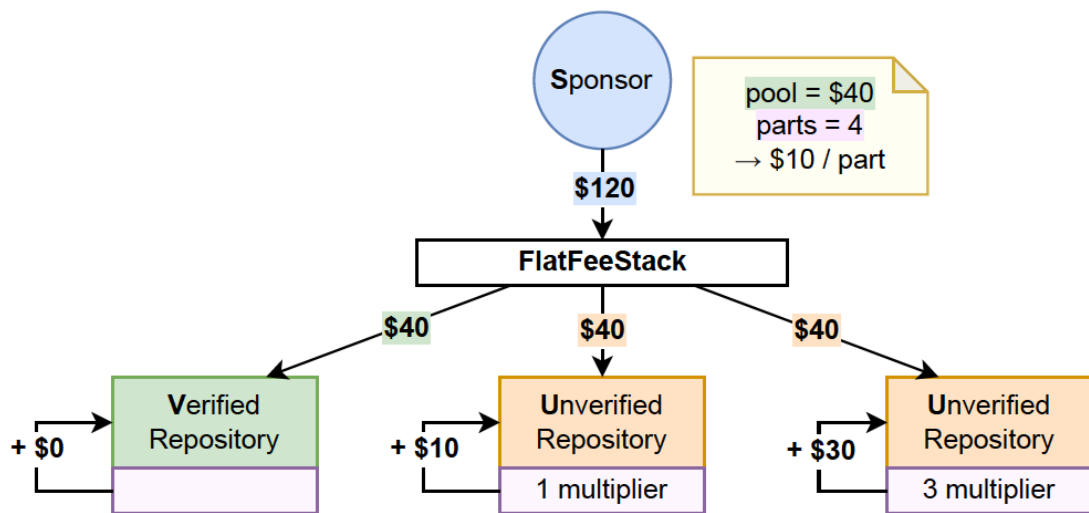 Sponsor
pool = $40
parts = 4
→ $10 / part
$120
FlatFeeStack
$40
$40
$40
Verified
Repository
+ $0
Unverified
Repository
+ $10
1 multiplier
Unverified
Repository
+ $30
3 multiplier